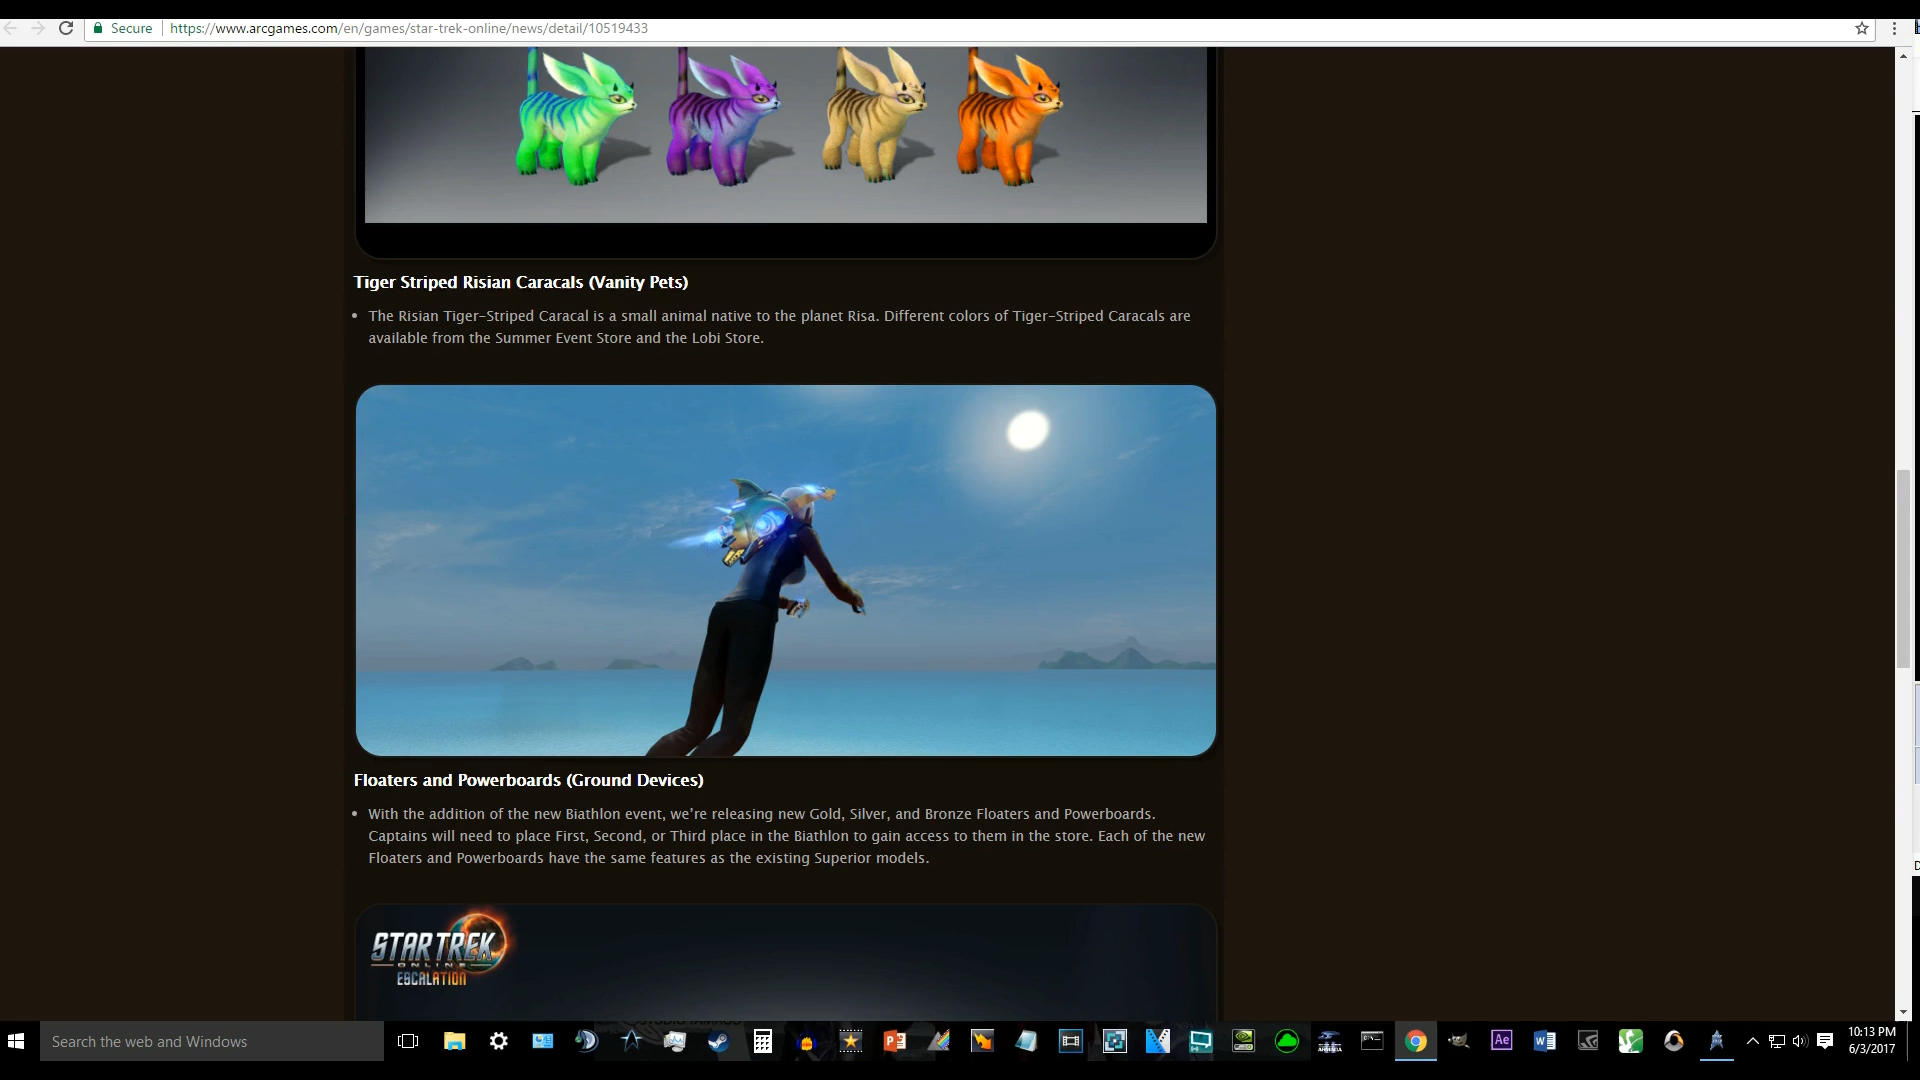 Secure
https://www.arcgames.com/en/games/star-trek-online/news/detail/10519433
Tiger Striped Risian Caracals (Vanity Pets)
• The Risian Tiger-Striped Caracal is a small animal native to the planet Risa. Different colors of Tiger-Striped Caracals are
available from the Summer Event Store and the Lobi Store.
Floaters and Powerboards (Ground Devices)
• With the addition of the new Biathlon event, we’re releasing new Gold, Silver, and Bronze Floaters and Powerboards.
Captains will need to place First, Second, or Third place in the Biathlon to gain access to them in the store. Each of the new
Floaters and Powerboards have the same features as the existing Superior models.
STAR TREK
ONLINE
ESCALATION
Search the web and Windows
Ae
10:13 PM
6/3/2017